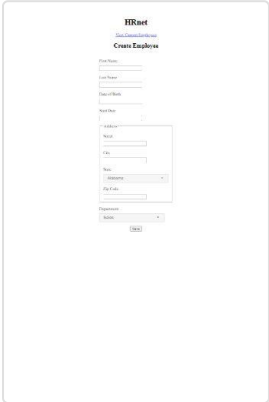 HRnet
View Current Employees
Create Employee
First Name
Last Name
Date of Birth
Start Date
Address
Street
City
State
Alabama
Zip Code
Department
Sales
Save